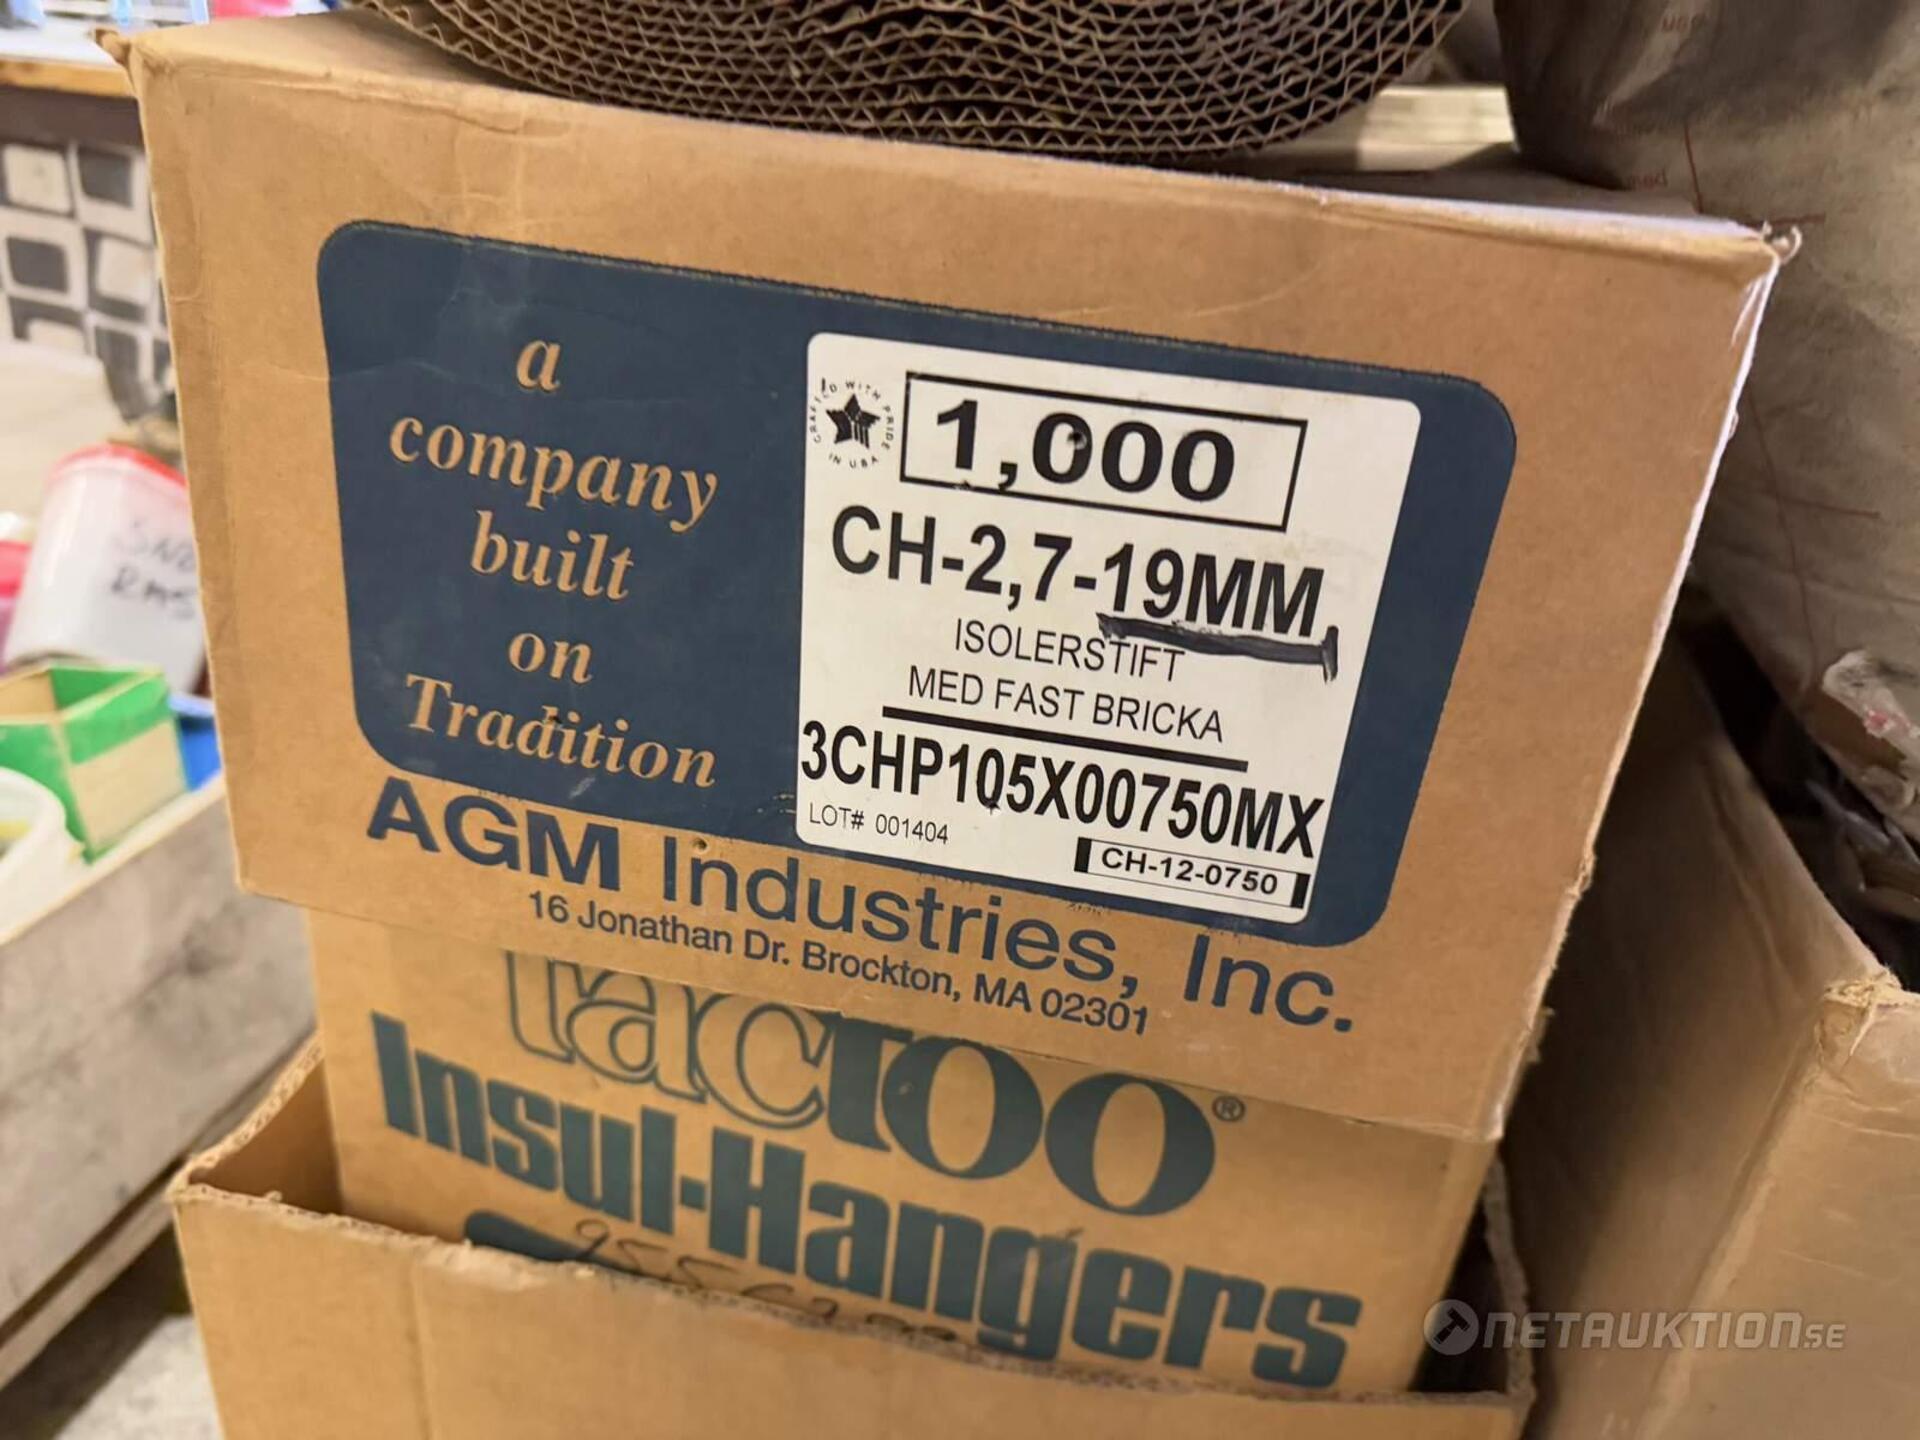 a
company
built
on
Tradition
CRAFTED WITH PRIDE IN USA
1,000
CH-2,7-19MM
ISOLERSTIFT
MED FAST BRICKA
3CHP105X00750MX
LOT# 001404
CH-12-0750
AGM Industries, Inc.
16 Jonathan Dr. Brockton, MA 02301
Tactoo®
Insul-Hangers
NETAUKTION.SE